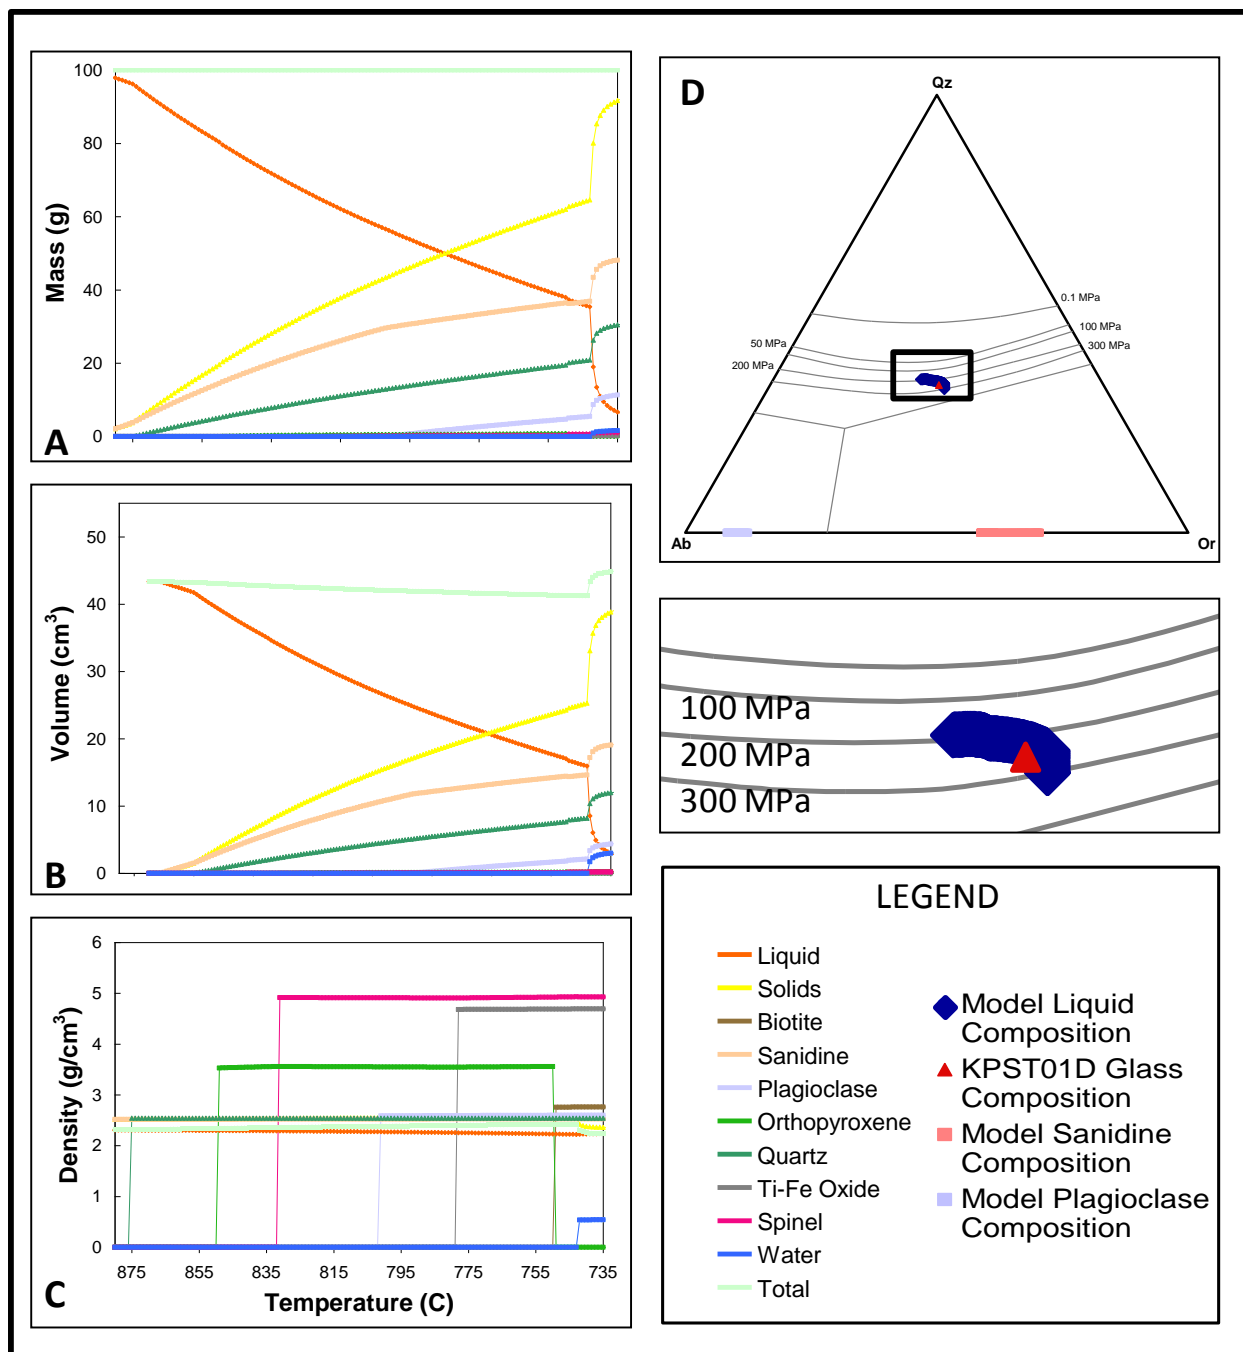 100
80
60
40
20
0
Mass (g)
A
50
40
30
20
10
0
Volume (cm3)
B
6
5
4
3
2
1
0
Density (g/cm3)
875 855 835 815 795 775 755 735
Temperature (C)
C
D
Qz
0.1 MPa
100 MPa
50 MPa
300 MPa
200 MPa
Ab
Or
100 MPa
200 MPa
300 MPa
LEGEND
Liquid
Solids
Biotite
Sanidine
Plagioclase
Orthopyroxene
Quartz
Ti-Fe Oxide
Spinel
Water
Total
Model Liquid
Composition
KPST01D Glass
Composition
Model Sanidine
Composition
Model Plagioclase
Composition